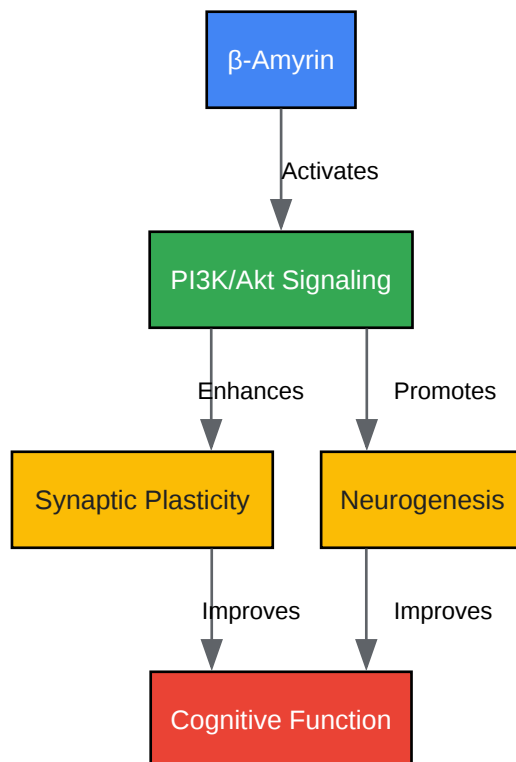 β-Amyrin
Activates
PI3K/Akt Signaling
Enhances
Promotes
Synaptic Plasticity
Neurogenesis
Improves
Improves
Cognitive Function